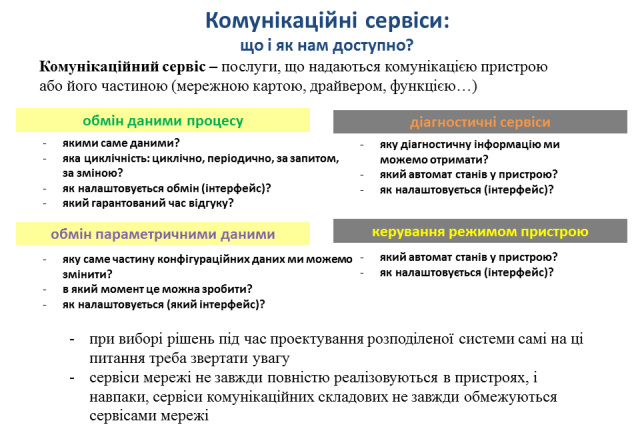 Комунікаційні сервіси:
що і як нам доступно?
Комунікаційний сервіс – послуги, що надаються комунікацією пристрою
або його частиною (мережною картою, драйвером, функцією…)
обмін даними процесу
- якими саме даними?
- яка циклічність: циклічно, періодично, за запитом,
за зміною?
- як налаштовується обмін (інтерфейс)?
- який гарантований час відгуку?
діагностичні сервіси
- яку діагностичну інформацію ми
можемо отримати?
- який автомат станів у пристрою?
- як налаштовується (інтерфейс)?
обмін параметричними даними
- яку саме частину конфігураційних даних ми можемо
змінити?
- в який момент це можна зробити?
- як налаштовується (який інтерфейс)?
керування режимом пристрою
- який автомат станів у пристрою?
- як налаштовується (інтерфейс)?
- при виборі рішень під час проектування розподіленої системи самі на ці
питання треба звертати увагу
- сервіси мережі не завжди повністю реалізовуються в пристроях, і
навпаки, сервіси комунікаційних складових не завжди обмежуються
сервісами мережі